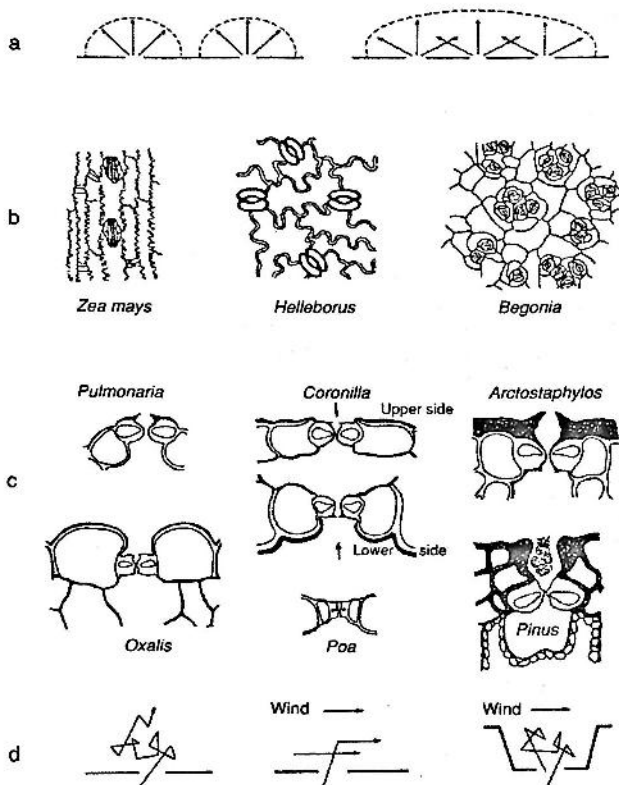 a
b
Zea mays Helleborus Begonia
Pulmonaria Coronilla Arctostaphylos
Upper side
c
Lower side
Oxalis Poa Pinus
Wind Wind
d